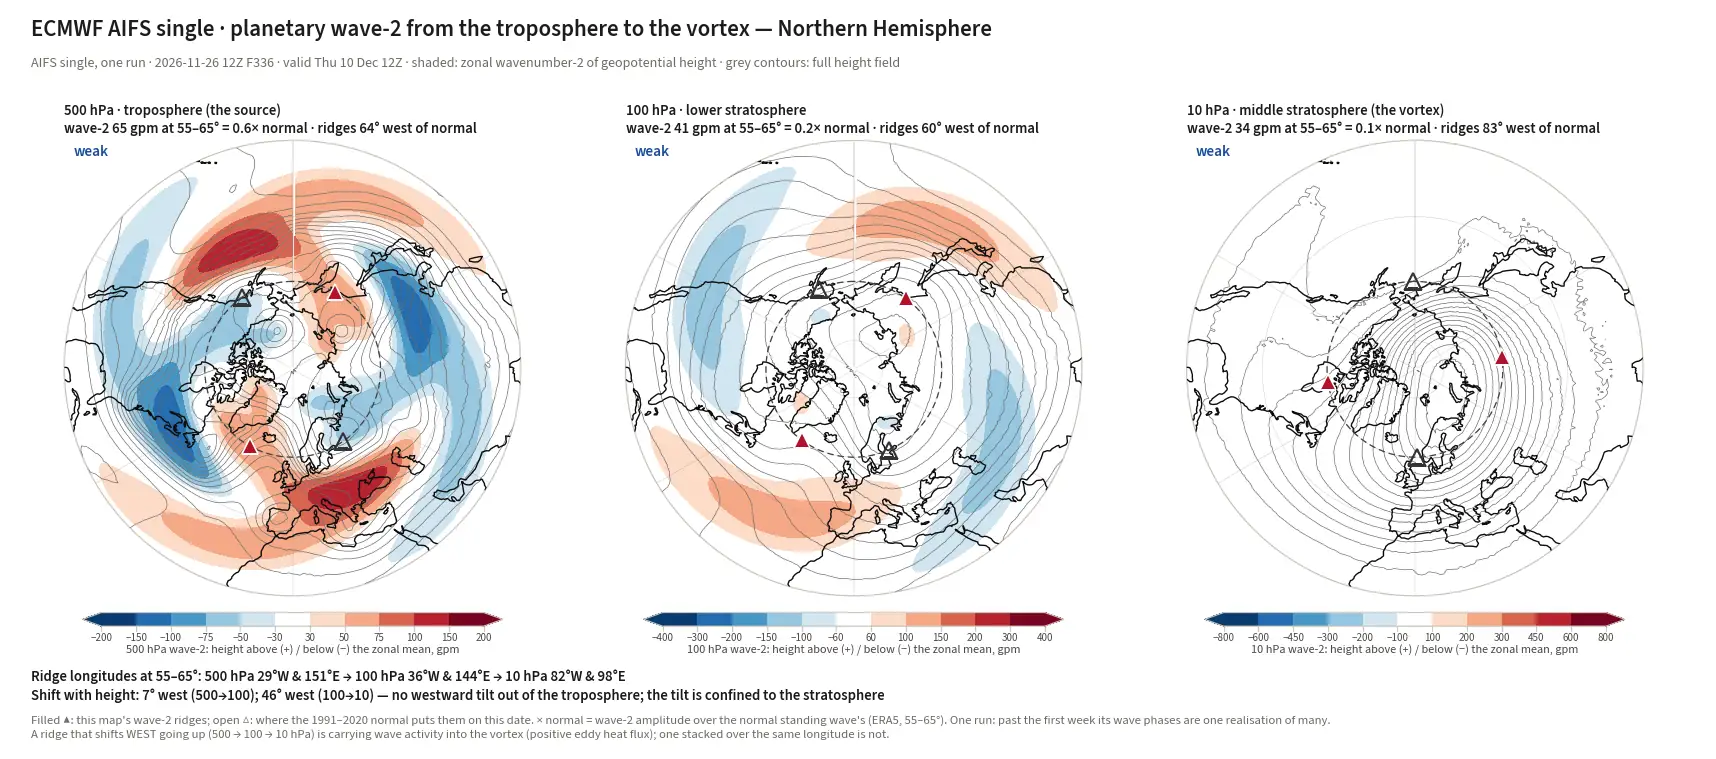 ECMWF AIFS single · planetary wave-2 from the troposphere to the vortex — Northern Hemisphere
AIFS single, one run · 2026-11-26 12Z F336 · valid Thu 10 Dec 12Z · shaded: zonal wavenumber-2 of geopotential height · grey contours: full height field
500 hPa · troposphere (the source)
wave-2 65 gpm at 55–65° = 0.6× normal · ridges 64° west of normal
weak
100 hPa · lower stratosphere
wave-2 41 gpm at 55–65° = 0.2× normal · ridges 60° west of normal
weak
10 hPa · middle stratosphere (the vortex)
wave-2 34 gpm at 55–65° = 0.1× normal · ridges 83° west of normal
weak
−200 −150 −100 −75 −50 −30 30 50 75 100 150 200
500 hPa wave-2: height above (+) / below (−) the zonal mean, gpm
−400 −300 −200 −150 −100 −60 60 100 150 200 300 400
100 hPa wave-2: height above (+) / below (−) the zonal mean, gpm
−800 −600 −450 −300 −200 −100 100 200 300 450 600 800
10 hPa wave-2: height above (+) / below (−) the zonal mean, gpm
Ridge longitudes at 55–65°: 500 hPa 29°W & 151°E → 100 hPa 36°W & 144°E → 10 hPa 82°W & 98°E
Shift with height: 7° west (500→100); 46° west (100→10) — no westward tilt out of the troposphere; the tilt is confined to the stratosphere
Filled ▲: this map's wave-2 ridges; open △: where the 1991–2020 normal puts them on this date. × normal = wave-2 amplitude over the normal standing wave's (ERA5, 55–65°). One run: past the first week its wave phases are one realisation of many.
A ridge that shifts WEST going up (500 → 100 → 10 hPa) is carrying wave activity into the vortex (positive eddy heat flux); one stacked over the same longitude is not.